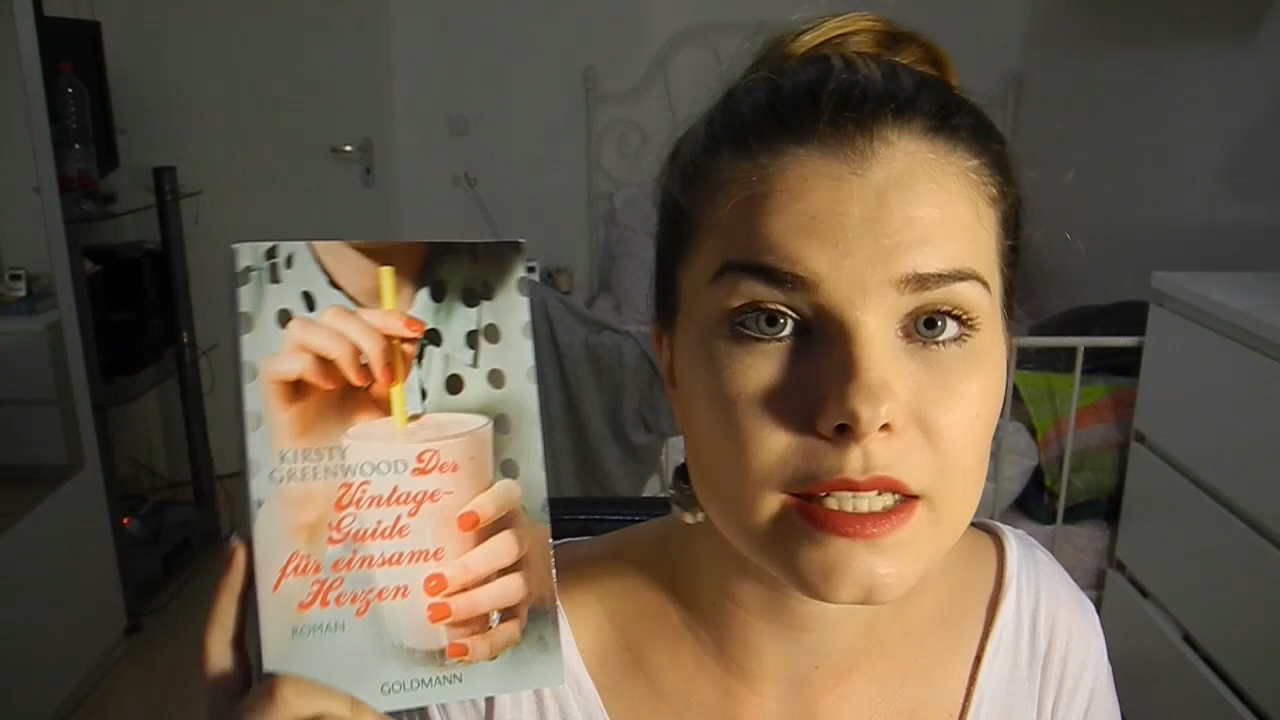 KIRSTY
GREENWOOD Der
Vintage-
Guide
für einsame
Herzen
ROMAN
GOLDMANN